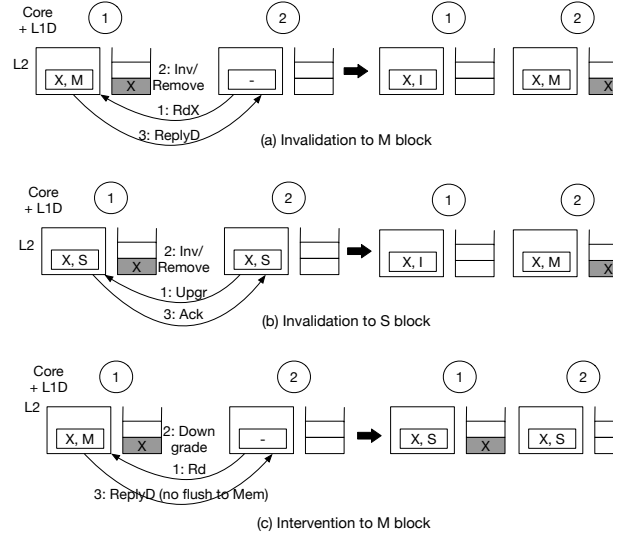 Core
+ L1D
1
2
L2
X, M
X
2: Inv/
Remove
-
X, I
X, M
X
1: RdX
3: ReplyD
(a) Invalidation to M block
Core
+ L1D
1
2
1
2
L2
X, S
X
2: Inv/
Remove
X, S
X, I
X, M
X
1: Upgr
3: Ack
(b) Invalidation to S block
Core
+ L1D
1
2
1
2
L2
X, M
X
2: Down
grade
-
X, S
X
X, S
1: Rd
3: ReplyD (no flush to Mem)
(c) Intervention to M block